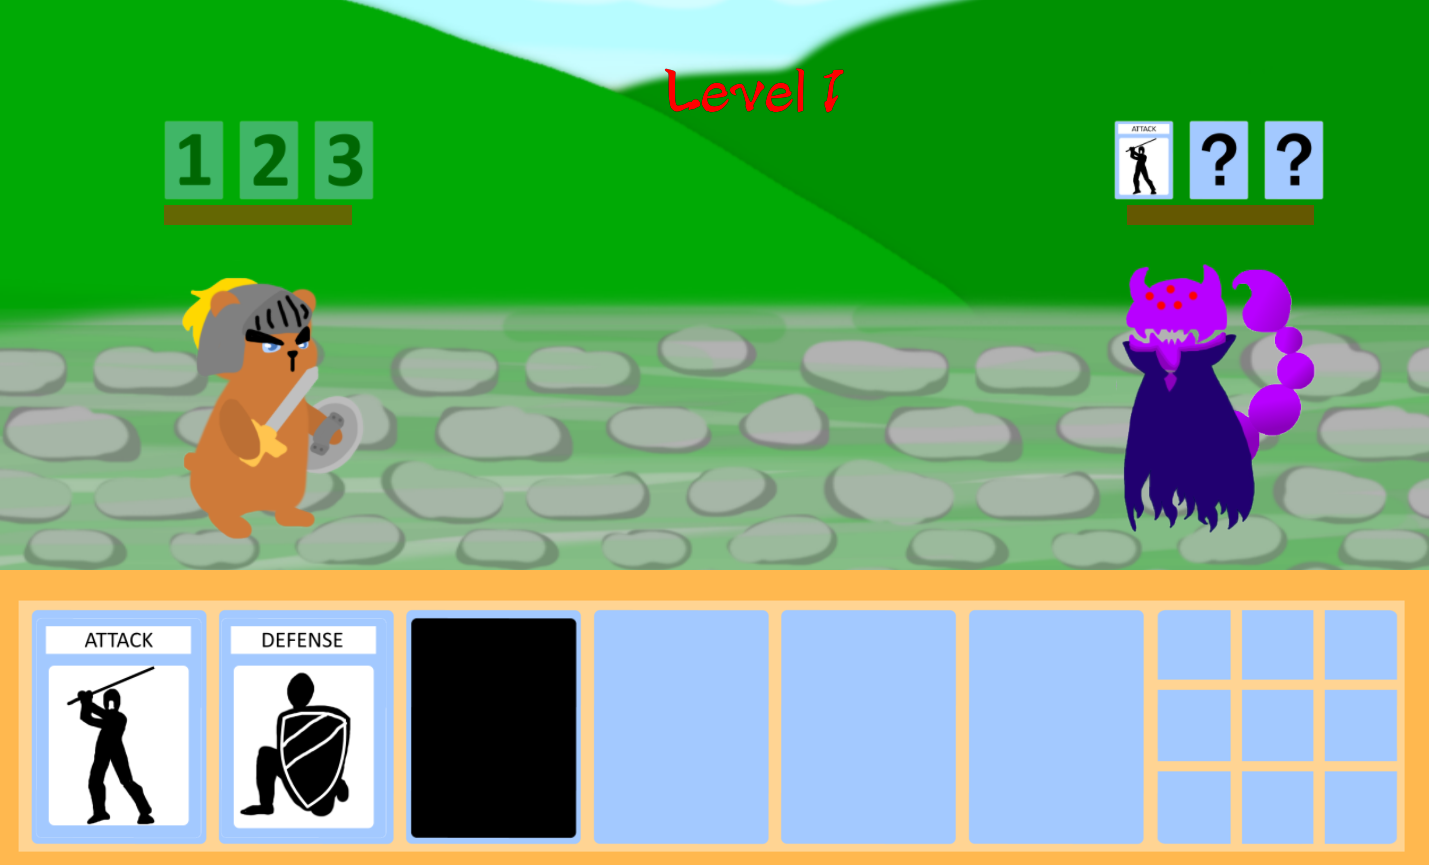 Level 1
1 2 3
ATTACK ? ?
ATTACK
DEFENSE